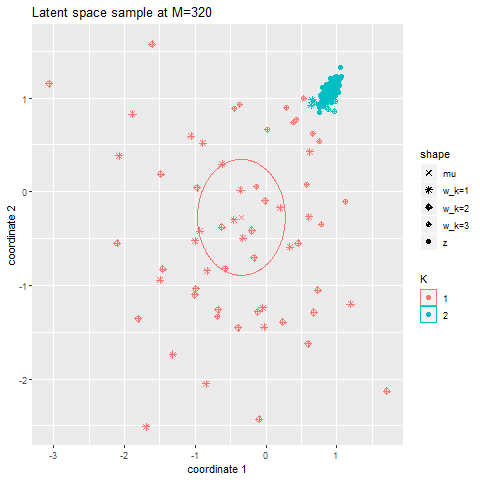 Latent space sample at M=320
coordinate 2
1
0
-1
-2
-3
-2
-1
0
1
coordinate 1
shape
mu
w_k=1
w_k=2
w_k=3
z
K
1
2